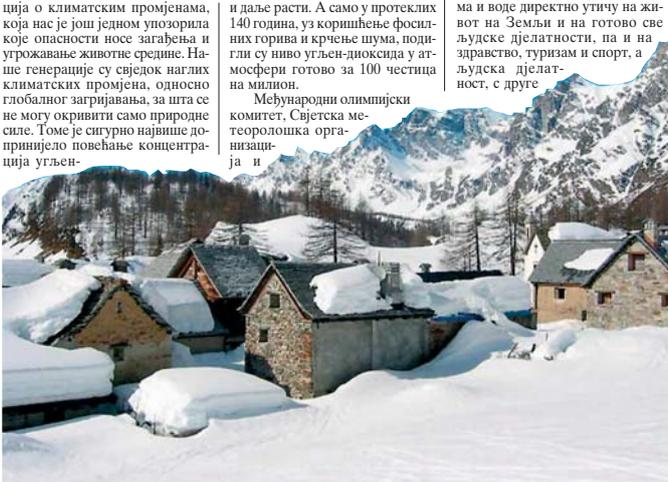 ција о климатским промјенама,
која нас је још једном упозорила
које опасности носе загађења и
угрожавање животне средине. На-
ше генерације су свједок наглих
климатских промјена, односно
глобалног загријавања, за шта се
не могу окривити само природне
силе. Томе је сигурно највише до-
принијело повећање концентра-
ција угљен-
и даље расти. А само у протеклих
140 година, уз коришћење фосил-
них горива и крчење шума, подиг-
ли су ниво угљен-диоксида у ат-
мосфери готово за 100 честица
на милион.
Међународни олимпијски
комитет, Свјетска ме-
теоролошка орга-
низаци-
ја и
ма и воде директно утичу на жи-
вот на Земљи и на готово све
људске дјелатности, па и на
здравство, туризам и спорт, а
људска дјелат-
ност, с друге